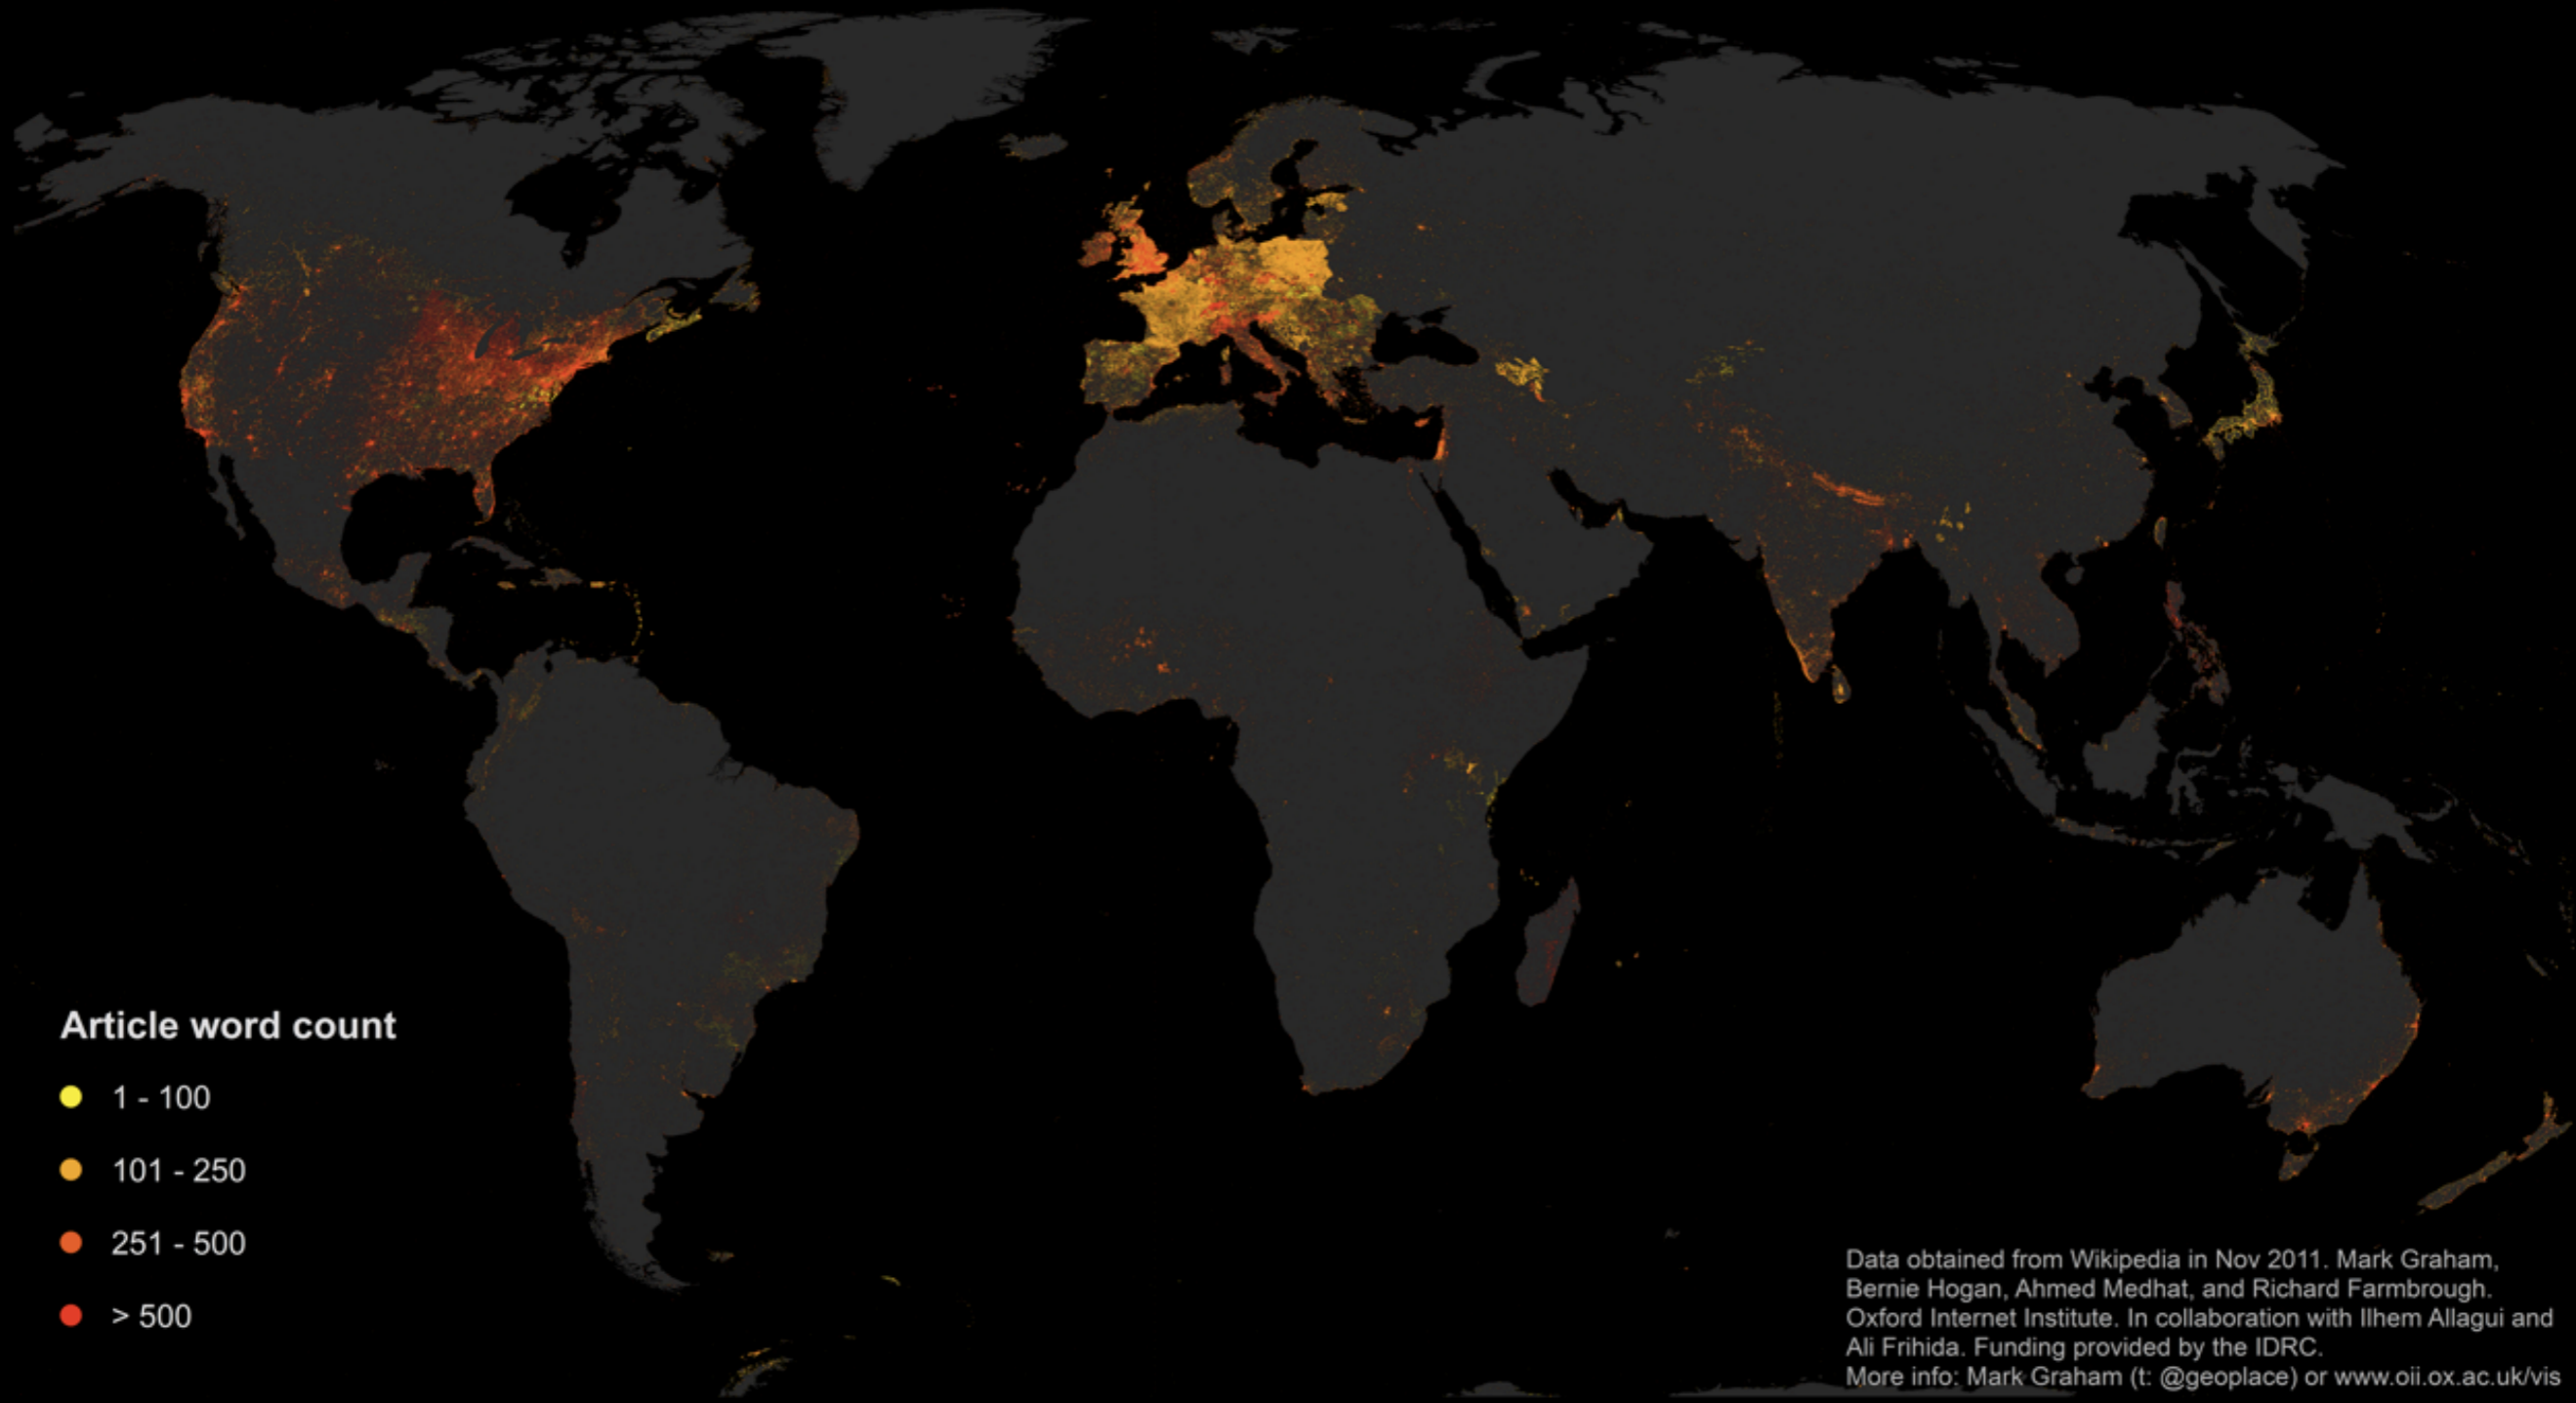 Article word count
1 - 100
101 - 250
251 - 500
> 500
Data obtained from Wikipedia in Nov 2011. Mark Graham,
Bernie Hogan, Ahmed Medhat, and Richard Farmbrough.
Oxford Internet Institute. In collaboration with Ilhem Allagui and
Ali Frihida. Funding provided by the IDRC.
More info: Mark Graham (t: @geoplace) or www.oii.ox.ac.uk/vis